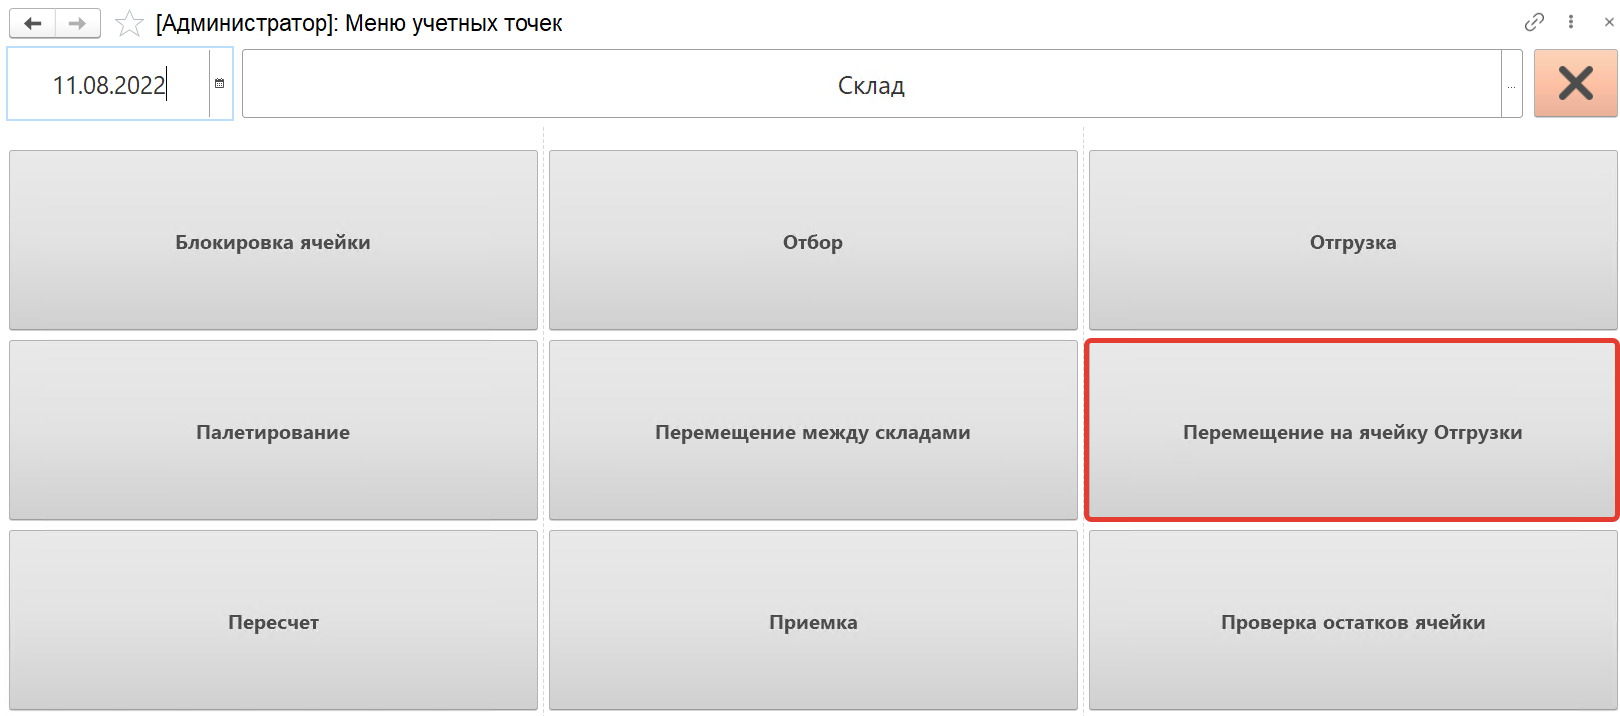 [Администратор]: Меню учетных точек
11.08.2022
Склад
...
Блокировка ячейки
Отбор
Отгрузка
Палетирование
Перемещение между складами
Перемещение на ячейку Отгрузки
Пересчет
Приемка
Проверка остатков ячейки